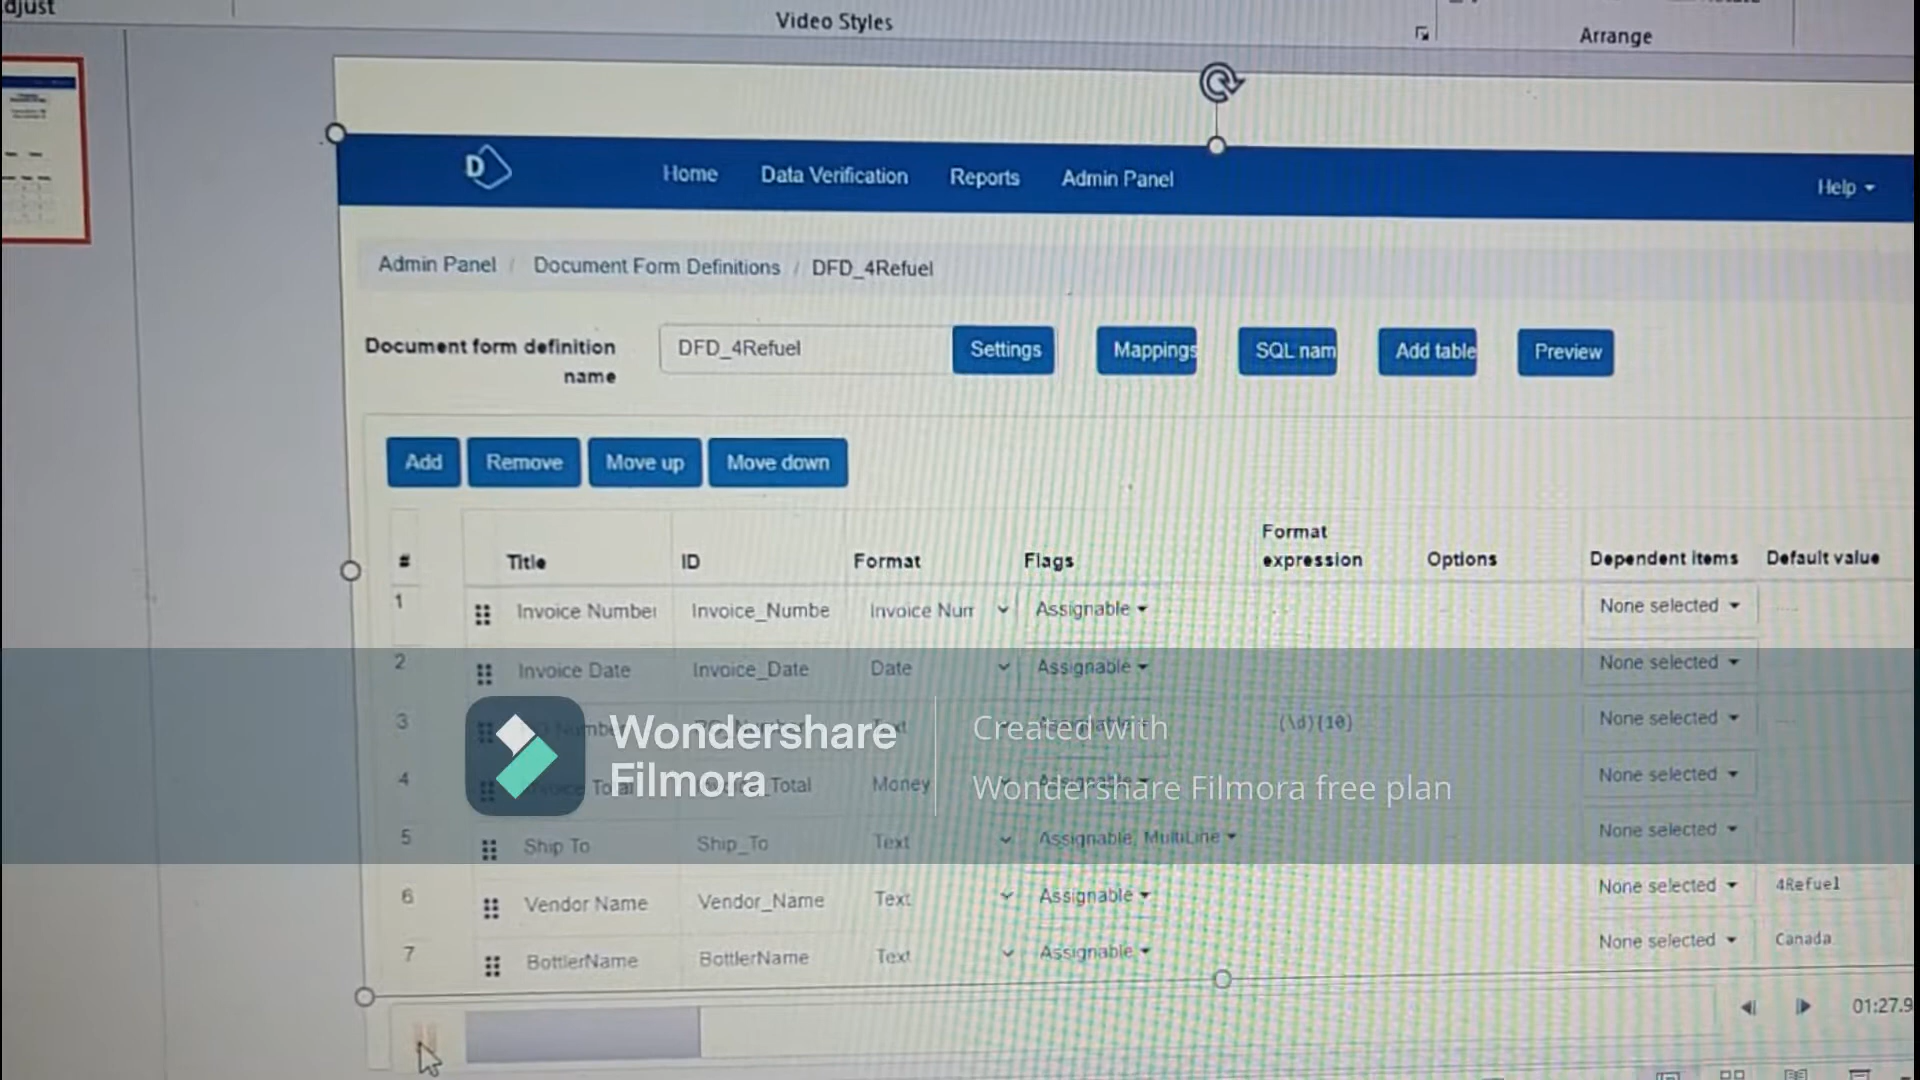 djust
Video Styles
Arrange
D
Home Data Verification Reports Admin Panel Help
Admin Panel / Document Form Definitions / DFD_4Refuel
Document form definition name DFD_4Refuel Settings Mappings SQL nam Add table Preview
Add Remove Move up Move down
# Title ID Format Flags Format expression Options Dependent items Default value
1 Invoice Number Invoice_Numbe Invoice Num Assignable None selected
2 Invoice Date Invoice_Date Date Assignable None selected
3 (\d){10} None selected
4 Total Money None selected
5 Ship To Ship_To Text Assignable, MultiLine None selected
6 Vendor Name Vendor_Name Text Assignable None selected 4Refuel
7 BottlerName BottlerName Text Assignable None selected Canada
Wondershare
Filmora
Created with
Wondershare Filmora free plan
01:27.9